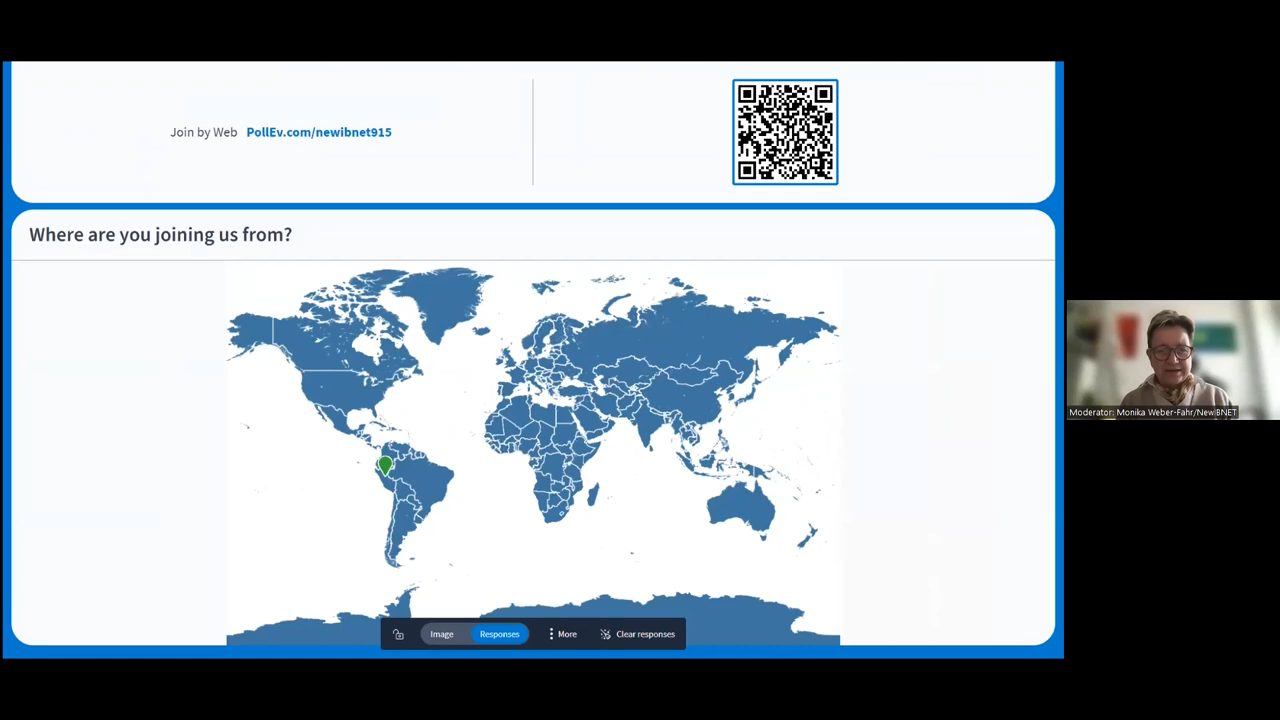 Join by Web PollEv.com/newibnet915
Where are you joining us from?
Moderator: Monika Weber-Fahr/NewIBNET
Image
Responses
More
Clear responses